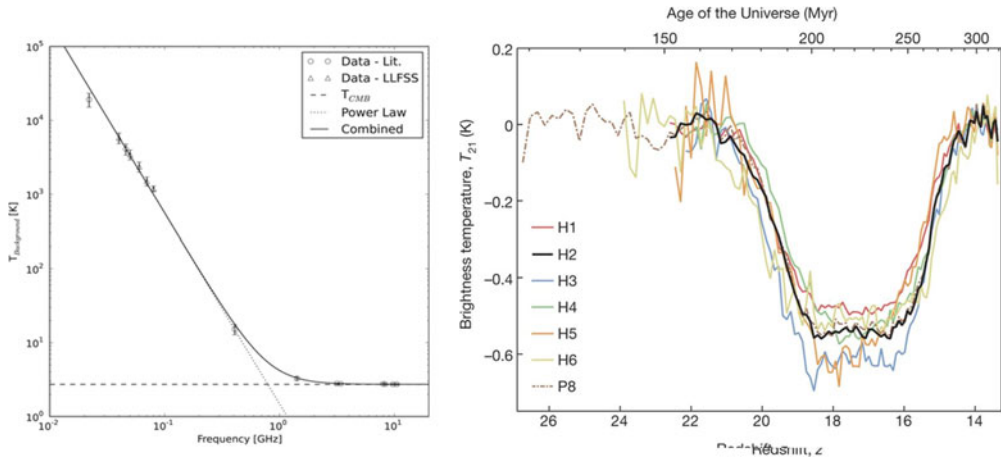 10^5
10^4
10^3
10^2
10^1
10^0
T_Background [K]
Data - Lit.
Data - LLFSS
T_CMB
Power Law
Combined
10^-2 10^-1 10^0 10^1
Frequency [GHz]
Age of the Universe (Myr)
150 200 250 300
0.2
0
−0.2
−0.4
−0.6
Brightness temperature, T_21 (K)
H1
H2
H3
H4
H5
H6
P8
26 24 22 20 18 16 14
Redshift, z